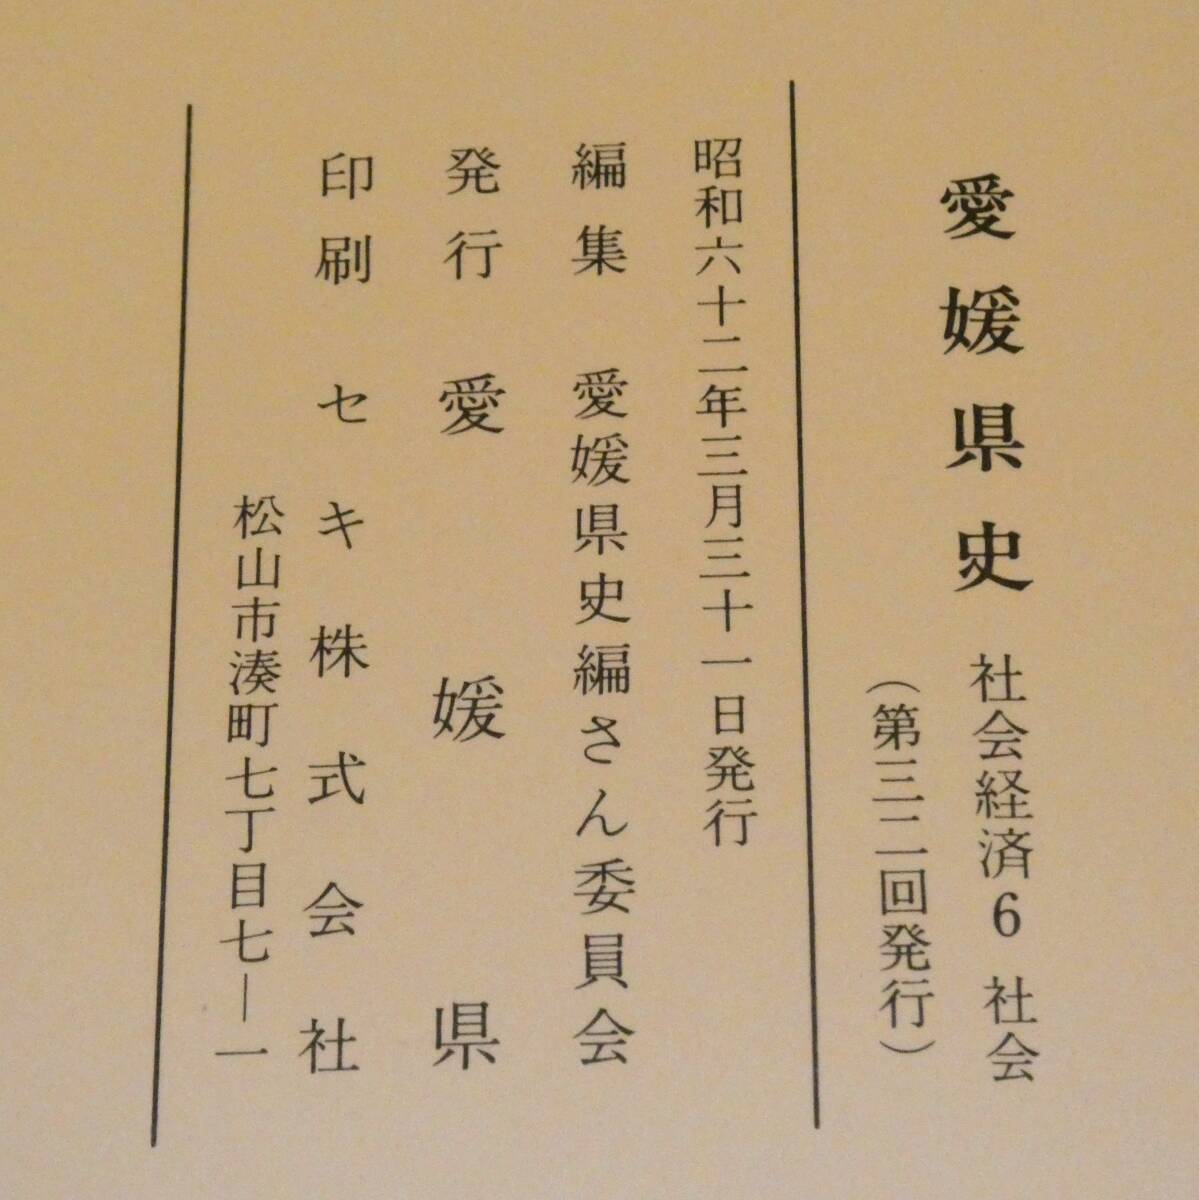 愛媛県史 社会経済6 社会
（第三二回発行）
昭和六十二年三月三十一日発行
編集 愛媛県史編さん委員会
発行 愛媛県
印刷 セキ株式会社
松山市湊町七丁目七―一